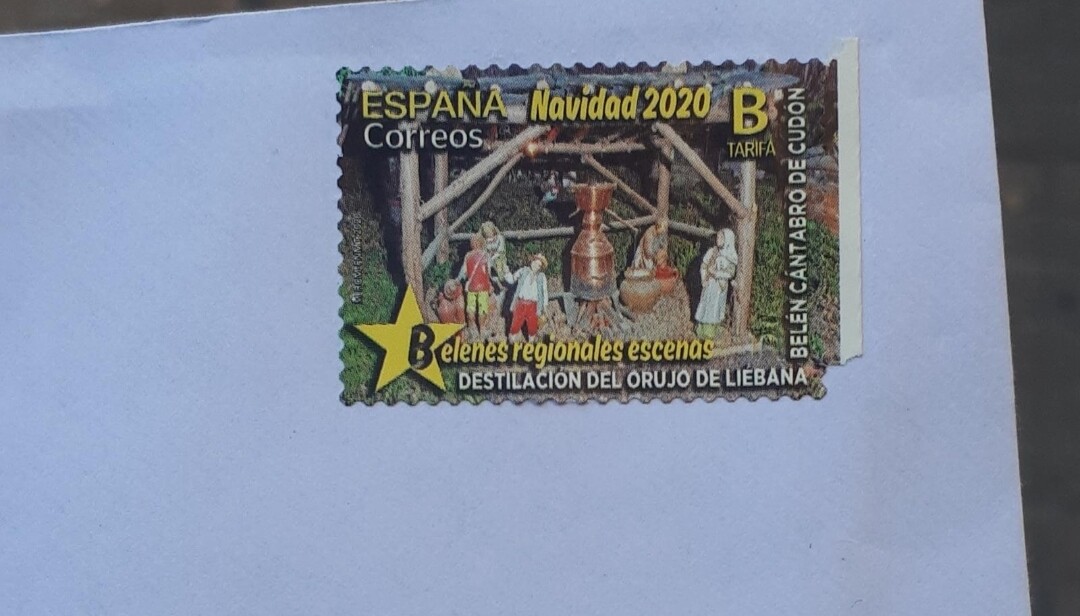 ESPAÑA Navidad 2020 B
Correos
TARIFA
BELÉN CÁNTABRO DE CUDÓN
Belenes regionales escenas
DESTILACIÓN DEL ORUJO DE LIÉBANA